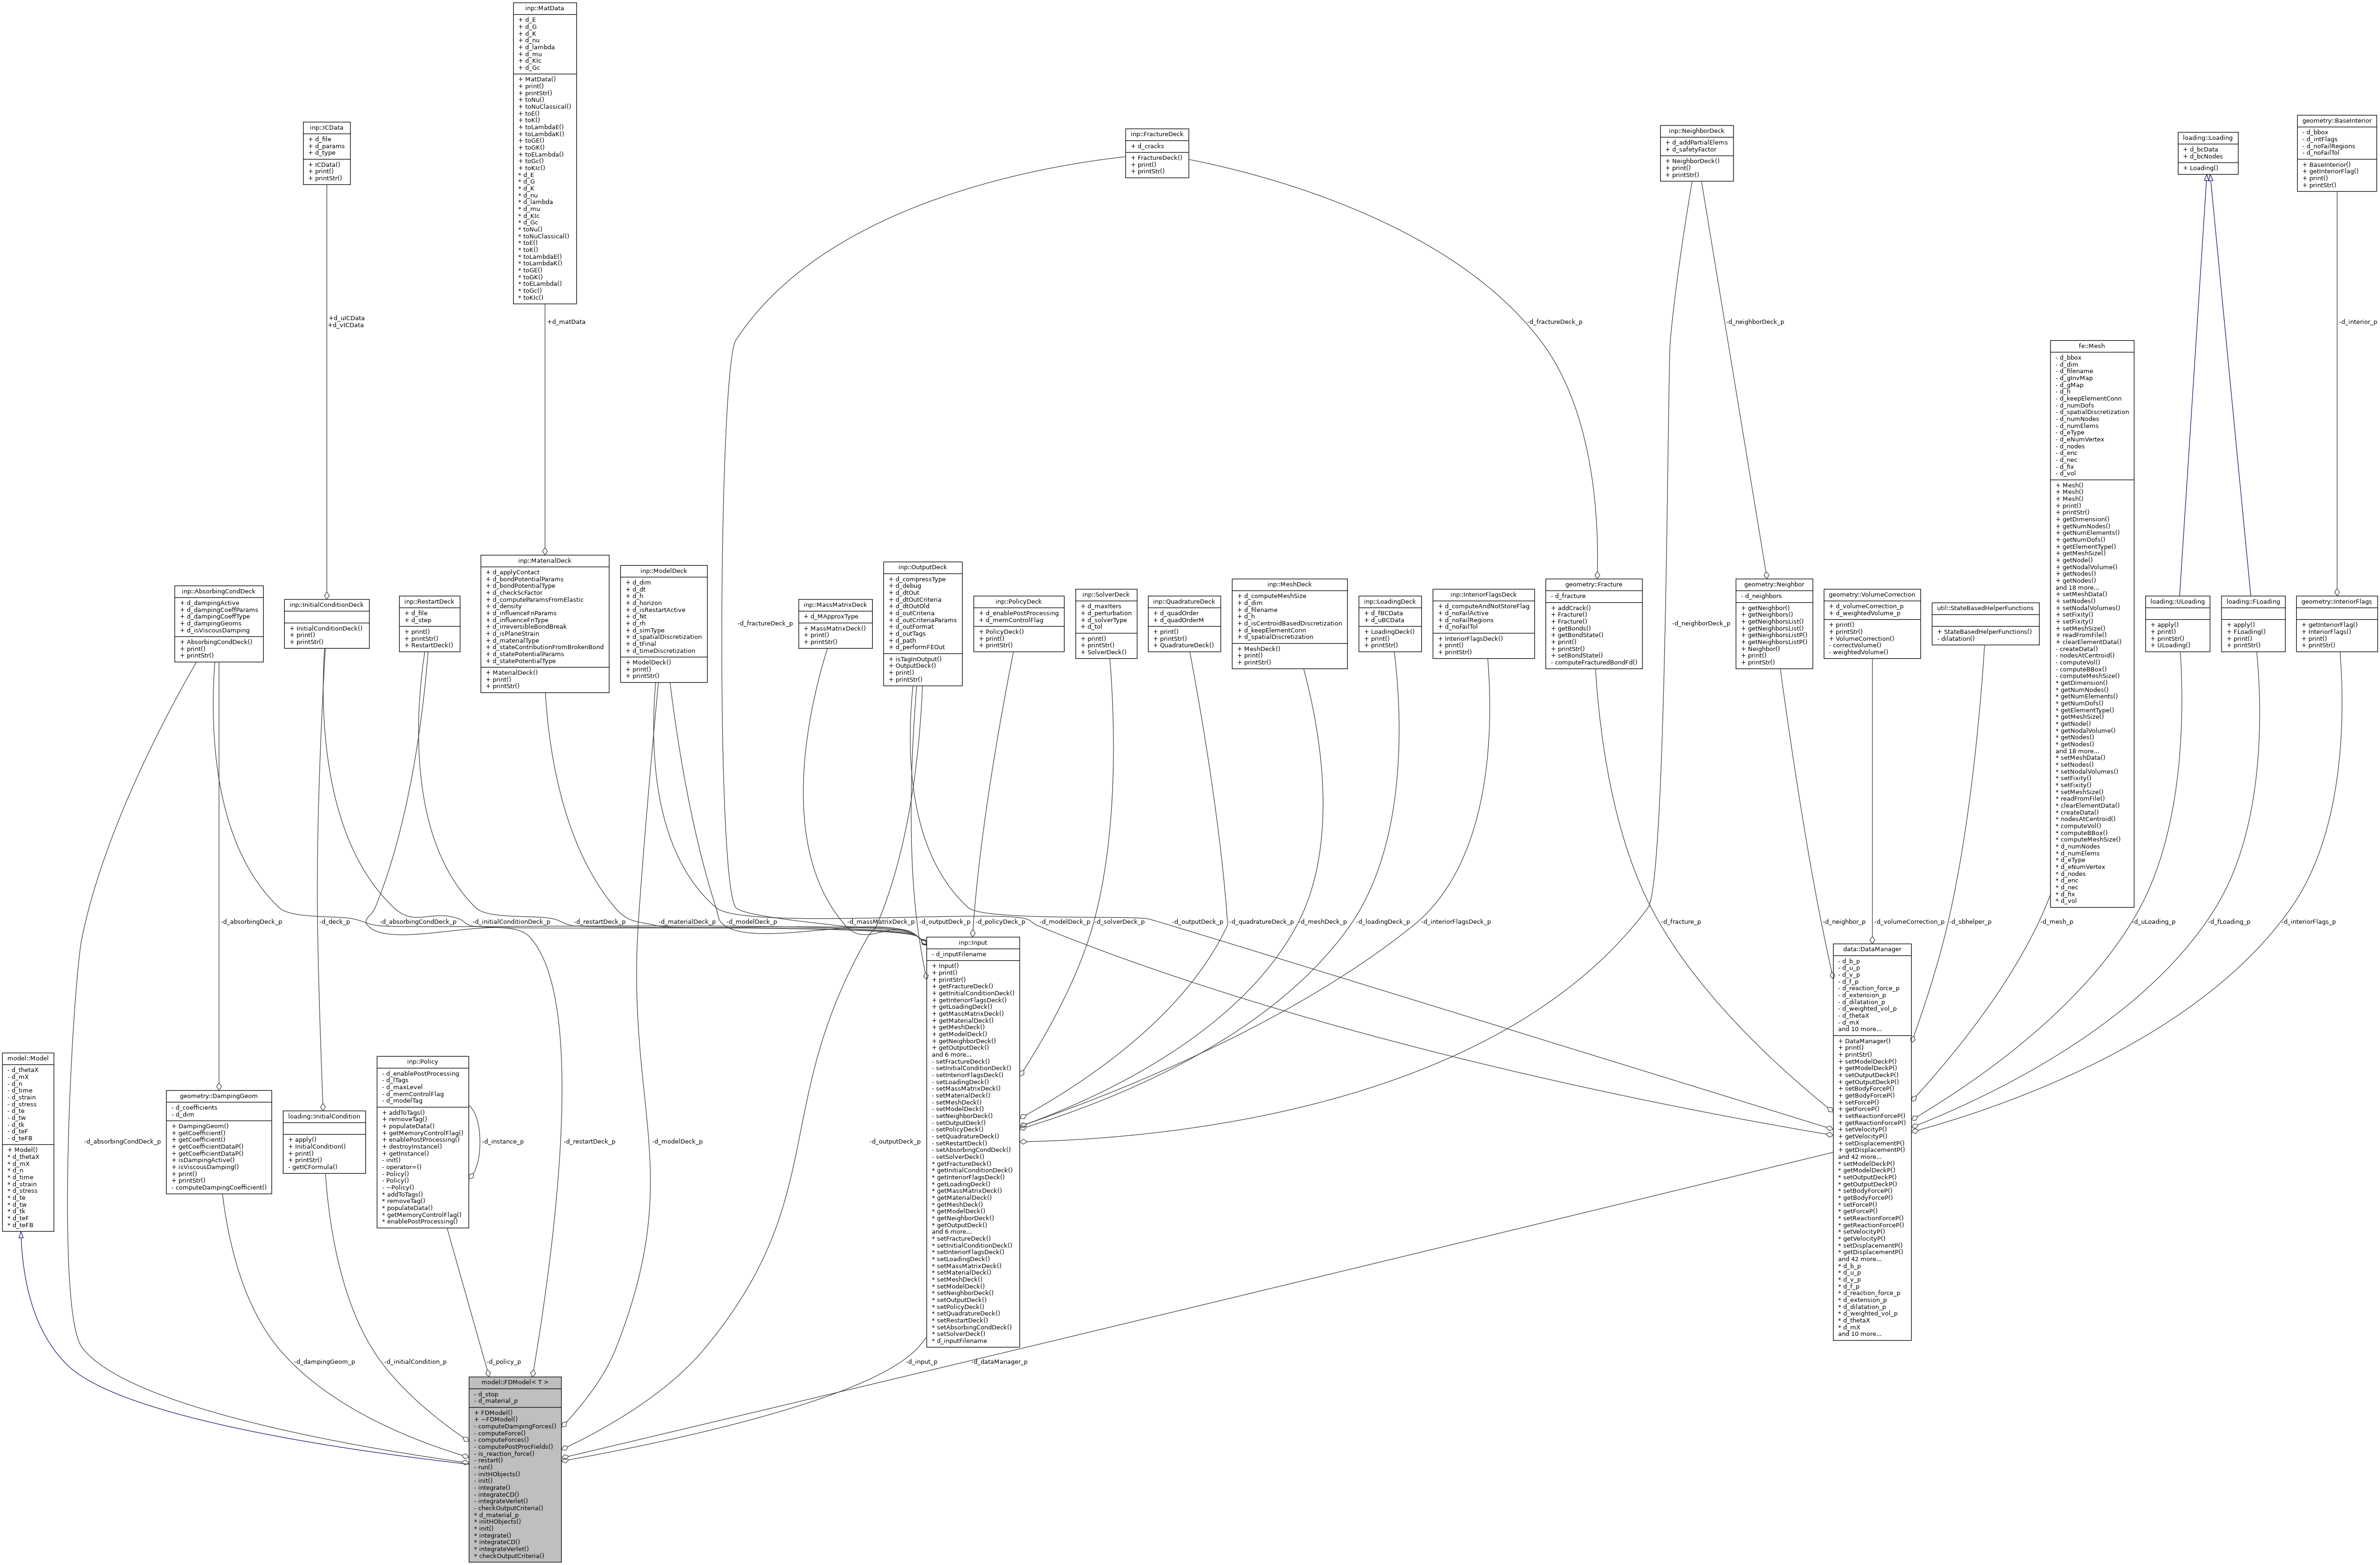 inp::MatData
+ d_E
+ d_G
+ d_K
+ d_nu
+ d_lambda
+ d_mu
+ d_KIc
+ d_Gc
+ MatData()
+ print()
+ printStr()
+ toNu()
+ toNuClassical()
+ toE()
+ toK()
+ toLambdaE()
+ toLambdaK()
+ toGE()
+ toGK()
+ toELambda()
+ toGc()
+ toKIc()
* d_E
* d_G
* d_K
* d_nu
* d_lambda
* d_mu
* d_KIc
* d_Gc
* toNu()
* toNuClassical()
* toE()
* toK()
* toLambdaE()
* toLambdaK()
* toGE()
* toGK()
* toELambda()
* toGc()
* toKIc()
inp::ICData
+ d_file
+ d_params
+ d_type
+ ICData()
+ print()
+ printStr()
inp::FractureDeck
+ d_cracks
+ FractureDeck()
+ print()
+ printStr()
inp::NeighborDeck
+ d_addPartialElems
+ d_safetyFactor
+ NeighborDeck()
+ print()
+ printStr()
loading::Loading
+ d_bcData
+ d_bcNodes
+ Loading()
geometry::BaseInterior
- d_bbox
- d_intFlags
- d_noFailRegions
- d_noFailTol
+ BaseInterior()
+ getInteriorFlag()
+ print()
+ printStr()
+d_uICData
+d_vICData
+d_matData
-d_fractureDeck_p
-d_neighborDeck_p
-d_interior_p
fe::Mesh
- d_bbox
- d_dim
- d_filename
- d_gInvMap
- d_gMap
- d_h
- d_keepElementConn
- d_numDofs
- d_spatialDiscretization
- d_numNodes
- d_numElems
- d_eType
- d_eNumVertex
- d_nodes
- d_enc
- d_nec
- d_fix
- d_vol
+ Mesh()
+ Mesh()
+ Mesh()
+ print()
+ printStr()
+ getDimension()
+ getNumNodes()
+ getNumElements()
+ getNumDofs()
+ getElementType()
+ getMeshSize()
+ getNode()
+ getNodalVolume()
+ getNodes()
+ getNodes()
and 18 more...
+ setMeshData()
+ setNodes()
+ setNodalVolumes()
+ setFixity()
+ setFixity()
+ setMeshSize()
+ readFromFile()
+ clearElementData()
- createData()
- nodesAtCentroid()
- computeVol()
- computeBBox()
- computeMeshSize()
* getDimension()
* getNumNodes()
* getNumElements()
* getNumDofs()
* getElementType()
* getMeshSize()
* getNode()
* getNodalVolume()
* getNodes()
* getNodes()
and 18 more...
* setMeshData()
* setNodes()
* setNodalVolumes()
* setFixity()
* setFixity()
* setMeshSize()
* readFromFile()
* clearElementData()
* createData()
* nodesAtCentroid()
* computeVol()
* computeBBox()
* computeMeshSize()
* d_numNodes
* d_numElems
* d_eType
* d_eNumVertex
* d_nodes
* d_enc
* d_nec
* d_fix
* d_vol
inp::AbsorbingCondDeck
+ d_dampingActive
+ d_dampingCoeffParams
+ d_dampingCoeffType
+ d_dampingGeoms
+ d_isViscousDamping
+ AbsorbingCondDeck()
+ print()
+ printStr()
inp::InitialConditionDeck
+ InitialConditionDeck()
+ print()
+ printStr()
inp::RestartDeck
+ d_file
+ d_step
+ print()
+ printStr()
+ RestartDeck()
inp::MaterialDeck
+ d_applyContact
+ d_bondPotentialParams
+ d_bondPotentialType
+ d_checkScFactor
+ d_computeParamsFromElastic
+ d_density
+ d_influenceFnParams
+ d_influenceFnType
+ d_irreversibleBondBreak
+ d_isPlaneStrain
+ d_materialType
+ d_stateContributionFromBrokenBond
+ d_statePotentialParams
+ d_statePotentialType
+ MaterialDeck()
+ print()
+ printStr()
inp::ModelDeck
+ d_dim
+ d_dt
+ d_h
+ d_horizon
+ d_isRestartActive
+ d_Nt
+ d_rh
+ d_simType
+ d_spatialDiscretization
+ d_tFinal
+ d_timeDiscretization
+ ModelDeck()
+ print()
+ printStr()
inp::MassMatrixDeck
+ d_MApproxType
+ MassMatrixDeck()
+ print()
+ printStr()
inp::OutputDeck
+ d_compressType
+ d_debug
+ d_dtOut
+ d_dtOutCriteria
+ d_dtOutOld
+ d_outCriteria
+ d_outCriteriaParams
+ d_outFormat
+ d_outTags
+ d_path
+ d_performFEOut
+ isTagInOutput()
+ OutputDeck()
+ print()
+ printStr()
inp::PolicyDeck
+ d_enablePostProcessing
+ d_memControlFlag
+ PolicyDeck()
+ print()
+ printStr()
inp::SolverDeck
+ d_maxIters
+ d_perturbation
+ d_solverType
+ d_tol
+ print()
+ printStr()
+ SolverDeck()
inp::QuadratureDeck
+ d_quadOrder
+ d_quadOrderM
+ print()
+ printStr()
+ QuadratureDeck()
inp::MeshDeck
+ d_computeMeshSize
+ d_dim
+ d_filename
+ d_h
+ d_isCentroidBasedDiscretization
+ d_keepElementConn
+ d_spatialDiscretization
+ MeshDeck()
+ print()
+ printStr()
inp::LoadingDeck
+ d_fBCData
+ d_uBCData
+ LoadingDeck()
+ print()
+ printStr()
inp::InteriorFlagsDeck
+ d_computeAndNotStoreFlag
+ d_noFailActive
+ d_noFailRegions
+ d_noFailTol
+ InteriorFlagsDeck()
+ print()
+ printStr()
geometry::Fracture
- d_fracture
+ addCrack()
+ Fracture()
+ Fracture()
+ getBonds()
+ getBondState()
+ print()
+ printStr()
+ setBondState()
- computeFracturedBondFd()
geometry::Neighbor
- d_neighbors
+ getNeighbor()
+ getNeighbors()
+ getNeighborsList()
+ getNeighborsList()
+ getNeighborsListP()
+ getNeighborsListP()
+ Neighbor()
+ print()
+ printStr()
geometry::VolumeCorrection
+ d_volumeCorrection_p
+ d_weightedVolume_p
+ print()
+ printStr()
+ VolumeCorrection()
- correctVolume()
- weightedVolume()
util::StateBasedHelperFunctions
+ StateBasedHelperFunctions()
- dilatation()
loading::ULoading
+ apply()
+ print()
+ printStr()
+ ULoading()
loading::FLoading
+ apply()
+ FLoading()
+ print()
+ printStr()
geometry::InteriorFlags
+ getInteriorFlag()
+ InteriorFlags()
+ print()
+ printStr()
-d_fractureDeck_p
-d_neighborDeck_p
-d_absorbingDeck_p
-d_deck_p
-d_absorbingCondDeck_p
-d_initialConditionDeck_p
-d_restartDeck_p
-d_materialDeck_p
-d_modelDeck_p
-d_massMatrixDeck_p
-d_outputDeck_p
-d_policyDeck_p
-d_modelDeck_p
-d_solverDeck_p
-d_outputDeck_p
-d_quadratureDeck_p
-d_meshDeck_p
-d_loadingDeck_p
-d_interiorFlagsDeck_p
-d_fracture_p
-d_neighbor_p
-d_volumeCorrection_p
-d_sbhelper_p
-d_mesh_p
-d_uLoading_p
-d_fLoading_p
-d_interiorFlags_p
inp::Input
- d_inputFilename
+ Input()
+ print()
+ printStr()
+ getFractureDeck()
+ getInitialConditionDeck()
+ getInteriorFlagsDeck()
+ getLoadingDeck()
+ getMassMatrixDeck()
+ getMaterialDeck()
+ getMeshDeck()
+ getModelDeck()
+ getNeighborDeck()
+ getOutputDeck()
and 6 more...
- setFractureDeck()
- setInitialConditionDeck()
- setInteriorFlagsDeck()
- setLoadingDeck()
- setMassMatrixDeck()
- setMaterialDeck()
- setMeshDeck()
- setModelDeck()
- setNeighborDeck()
- setOutputDeck()
- setPolicyDeck()
- setQuadratureDeck()
- setRestartDeck()
- setAbsorbingCondDeck()
- setSolverDeck()
* getFractureDeck()
* getInitialConditionDeck()
* getInteriorFlagsDeck()
* getLoadingDeck()
* getMassMatrixDeck()
* getMaterialDeck()
* getMeshDeck()
* getModelDeck()
* getNeighborDeck()
* getOutputDeck()
and 6 more...
* setFractureDeck()
* setInitialConditionDeck()
* setInteriorFlagsDeck()
* setLoadingDeck()
* setMassMatrixDeck()
* setMaterialDeck()
* setMeshDeck()
* setModelDeck()
* setNeighborDeck()
* setOutputDeck()
* setPolicyDeck()
* setQuadratureDeck()
* setRestartDeck()
* setAbsorbingCondDeck()
* setSolverDeck()
* d_inputFilename
data::DataManager
- d_b_p
- d_u_p
- d_v_p
- d_f_p
- d_reaction_force_p
- d_extension_p
- d_dilatation_p
- d_weighted_vol_p
- d_thetaX
- d_mX
and 10 more...
+ DataManager()
+ print()
+ printStr()
+ setModelDeckP()
+ getModelDeckP()
+ setOutputDeckP()
+ getOutputDeckP()
+ setBodyForceP()
+ getBodyForceP()
+ setForceP()
+ getForceP()
+ setReactionForceP()
+ getReactionForceP()
+ setVelocityP()
+ getVelocityP()
+ setDisplacementP()
+ getDisplacementP()
and 42 more...
* setModelDeckP()
* getModelDeckP()
* setOutputDeckP()
* getOutputDeckP()
* setBodyForceP()
* getBodyForceP()
* setForceP()
* getForceP()
* setReactionForceP()
* getReactionForceP()
* setVelocityP()
* getVelocityP()
* setDisplacementP()
* getDisplacementP()
and 42 more...
* d_b_p
* d_u_p
* d_v_p
* d_f_p
* d_reaction_force_p
* d_extension_p
* d_dilatation_p
* d_weighted_vol_p
* d_thetaX
* d_mX
and 10 more...
model::Model
- d_thetaX
- d_mX
- d_n
- d_time
- d_strain
- d_stress
- d_te
- d_tw
- d_tk
- d_teF
- d_teFB
+ Model()
* d_thetaX
* d_mX
* d_n
* d_time
* d_strain
* d_stress
* d_te
* d_tw
* d_tk
* d_teF
* d_teFB
geometry::DampingGeom
- d_coefficients
- d_dim
+ DampingGeom()
+ getCoefficient()
+ getCoefficient()
+ getCoefficientDataP()
+ getCoefficientDataP()
+ isDampingActive()
+ isViscousDamping()
+ print()
+ printStr()
- computeDampingCoefficient()
loading::InitialCondition
+ apply()
+ InitialCondition()
+ print()
+ printStr()
- getICFormula()
inp::Policy
- d_enablePostProcessing
- d_lTags
- d_maxLevel
- d_memControlFlag
- d_modelTag
+ addToTags()
+ removeTag()
+ populateData()
+ getMemoryControlFlag()
+ enablePostProcessing()
+ destroyInstance()
+ getInstance()
- init()
- operator=()
- Policy()
- Policy()
- ~Policy()
* addToTags()
* removeTag()
* populateData()
* getMemoryControlFlag()
* enablePostProcessing()
-d_absorbingCondDeck_p
-d_instance_p
-d_restartDeck_p
-d_modelDeck_p
-d_outputDeck_p
-d_dampingGeom_p
-d_initialCondition_p
-d_policy_p
-d_input_p
-d_dataManager_p
model::FDModel< T >
- d_stop
- d_material_p
+ FDModel()
+ ~FDModel()
- computeDampingForces()
- computeForce()
- computeForces()
- computePostProcFields()
- is_reaction_force()
- restart()
- run()
- initHObjects()
- init()
- integrate()
- integrateCD()
- integrateVerlet()
- checkOutputCriteria()
* d_material_p
* initHObjects()
* init()
* integrate()
* integrateCD()
* integrateVerlet()
* checkOutputCriteria()